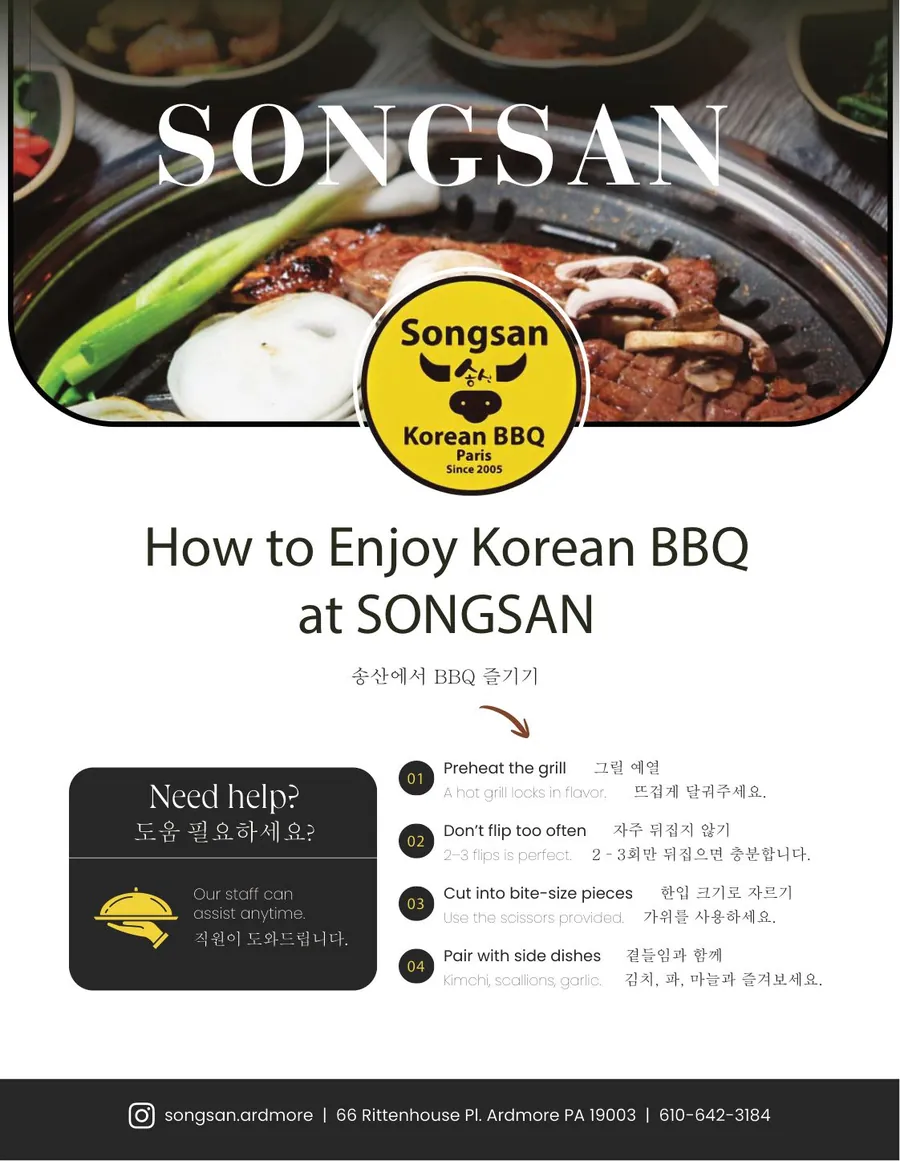 SONGSAN
Songsan
송산
Korean BBQ
Paris
Since 2005
How to Enjoy Korean BBQ
at SONGSAN
송산에서 BBQ 즐기기
Need help?
도움 필요하세요?
Our staff can
assist anytime.
직원이 도와드립니다.
01 Preheat the grill 그릴 예열
A hot grill locks in flavor. 뜨겁게 달궈주세요.
02 Don’t flip too often 자주 뒤집지 않기
2–3 flips is perfect. 2 - 3회만 뒤집으면 충분합니다.
03 Cut into bite-size pieces 한입 크기로 자르기
Use the scissors provided. 가위를 사용하세요.
04 Pair with side dishes 곁들임과 함께
Kimchi, scallions, garlic. 김치, 파, 마늘과 즐겨보세요.
songsan.ardmore | 66 Rittenhouse Pl. Ardmore PA 19003 | 610-642-3184